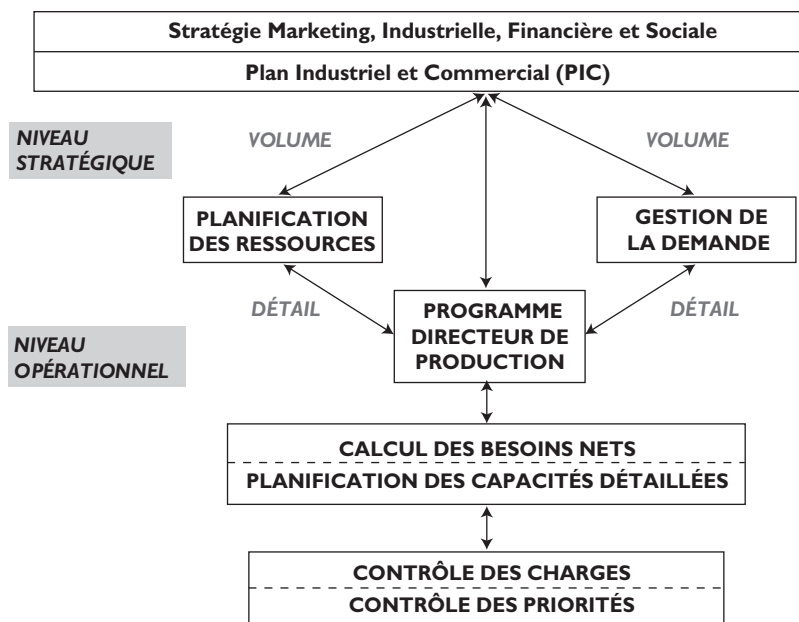 Stratégie Marketing, Industrielle, Financière et Sociale
Plan Industriel et Commercial (PIC)
NIVEAU
STRATÉGIQUE
VOLUME
VOLUME
PLANIFICATION
DES RESSOURCES
GESTION DE
LA DEMANDE
DÉTAIL
DÉTAIL
PROGRAMME
DIRECTEUR DE
PRODUCTION
NIVEAU
OPÉRATIONNEL
CALCUL DES BESOINS NETS
PLANIFICATION DES CAPACITÉS DÉTAILLÉES
CONTRÔLE DES CHARGES
CONTRÔLE DES PRIORITÉS